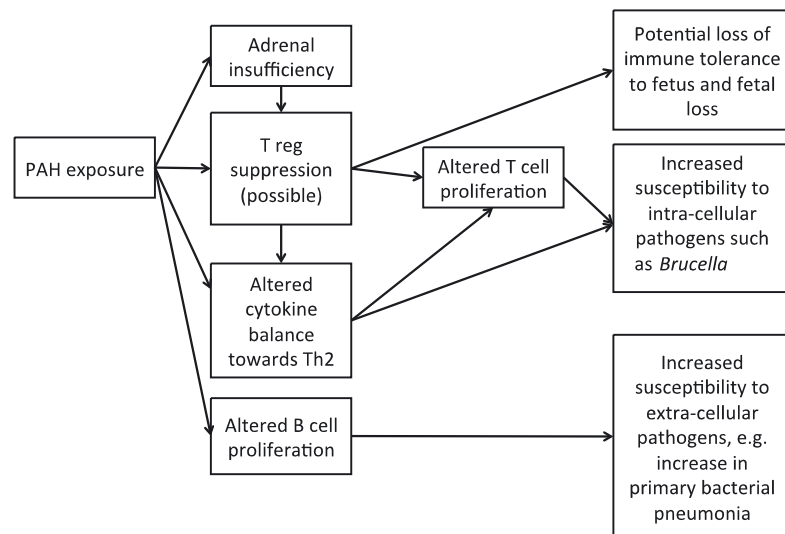 Adrenal
insufficiency
PAH exposure
T reg
suppression
(possible)
Altered
cytokine
balance
towards Th2
Altered B cell
proliferation
Altered T cell
proliferation
Potential loss of
immune tolerance
to fetus and fetal
loss
Increased
susceptibility to
intra-cellular
pathogens such
as Brucella
Increased
susceptibility to
extra-cellular
pathogens, e.g.
increase in
primary bacterial
pneumonia